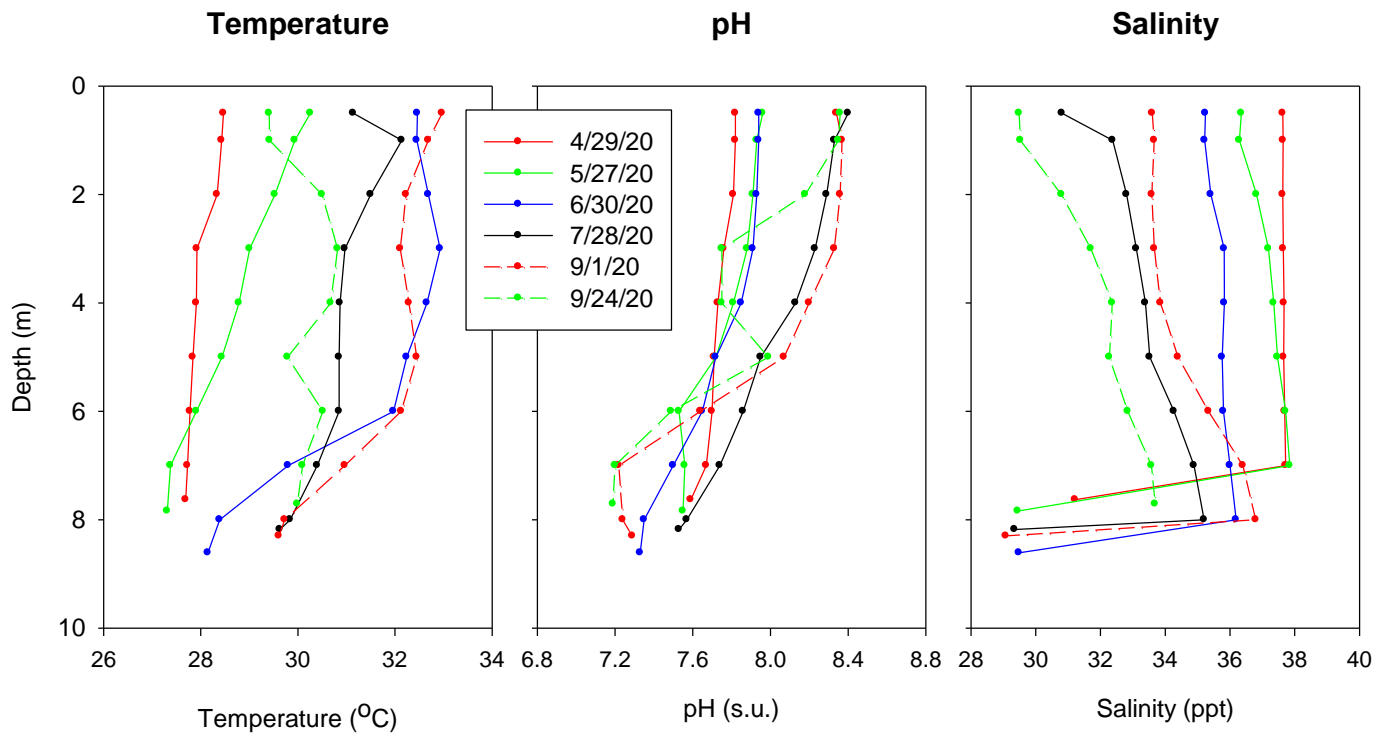 Temperature
pH
Salinity
0
2
4
6
8
10
Depth (m)
4/29/20
5/27/20
6/30/20
7/28/20
9/1/20
9/24/20
26 28 30 32 34
6.8 7.2 7.6 8.0 8.4 8.8
28 30 32 34 36 38 40
Temperature (OC)
pH (s.u.)
Salinity (ppt)